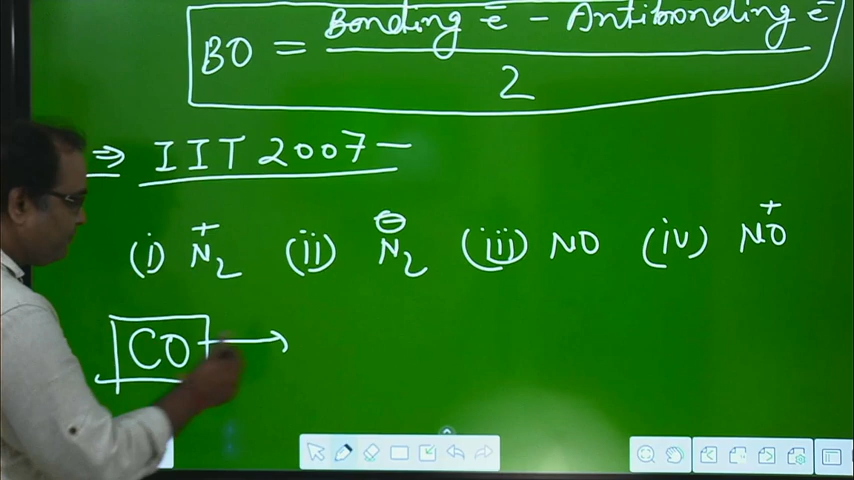 BO = Bonding e̅ - Antibonding e̅ / 2
⇒ IIT 2007 -
(i) N₂⁺ (ii) N₂⊖ (iii) NO (iv) NO⁺
CO →